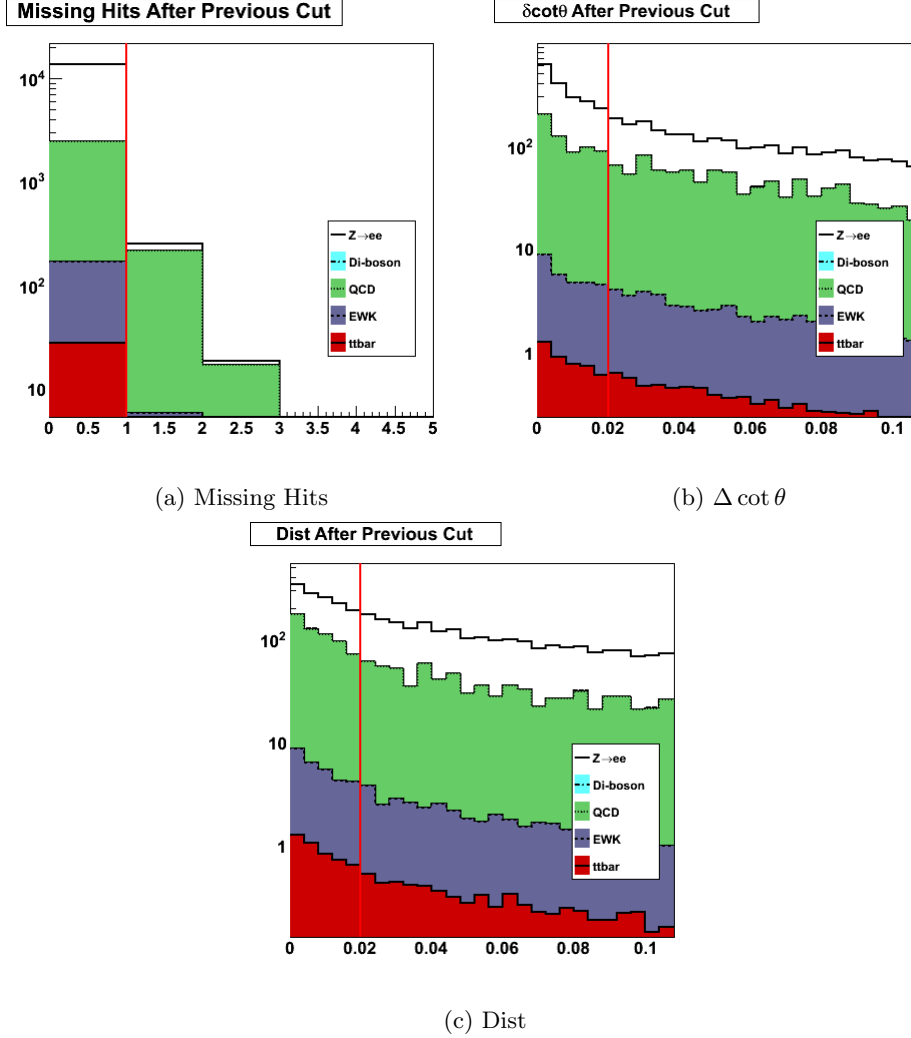 Missing Hits After Previous Cut
10⁴
10³
10²
10
0 0.5 1 1.5 2 2.5 3 3.5 4 4.5 5
Z→ee
Di-boson
QCD
EWK
ttbar
(a) Missing Hits
δcotθ After Previous Cut
10²
10
1
0 0.02 0.04 0.06 0.08 0.1
Z→ee
Di-boson
QCD
EWK
ttbar
(b) Δ cot θ
Dist After Previous Cut
10²
10
1
0 0.02 0.04 0.06 0.08 0.1
Z→ee
Di-boson
QCD
EWK
ttbar
(c) Dist